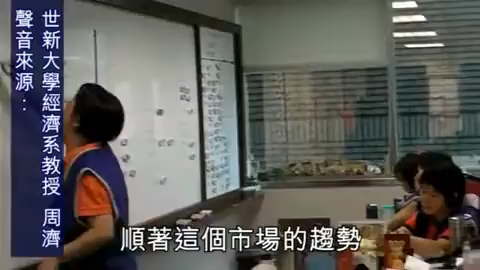 聲音來源：
世新大學經濟系教授 周濟
順著這個市場的趨勢